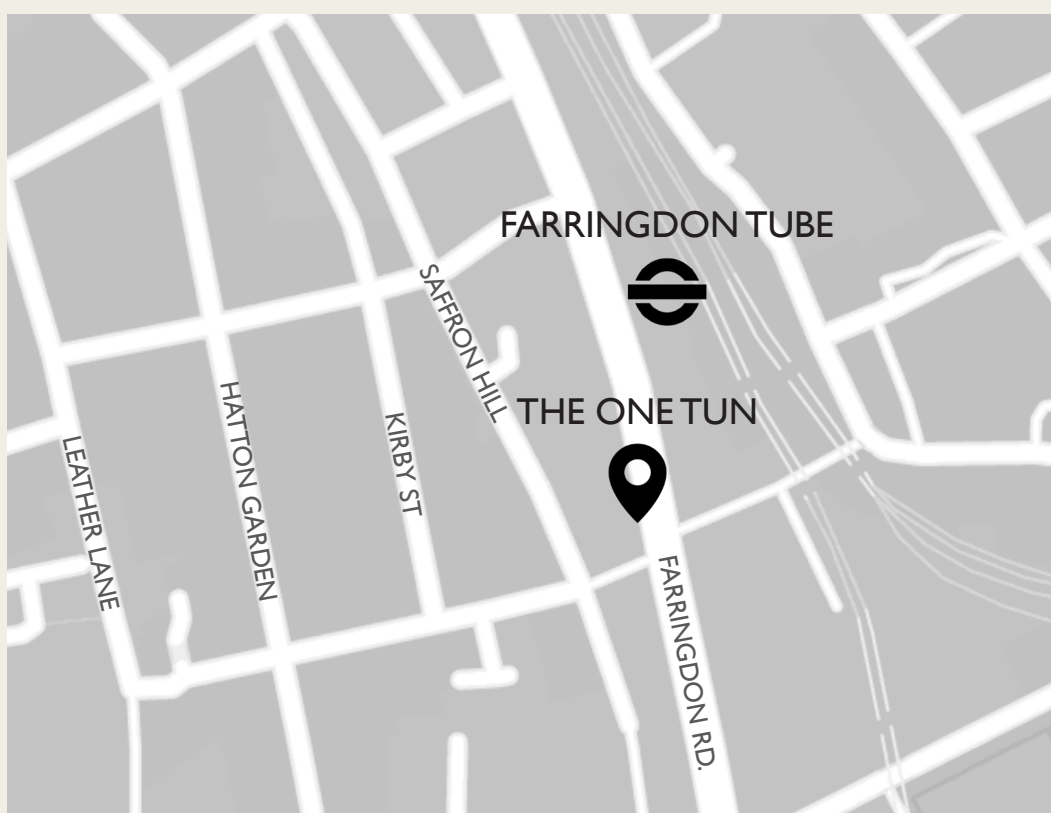 FARRINGDON TUBE
SAFFRON HILL
THE ONE TUN
HATTON GARDEN
KIRBY ST
LEATHER LANE
FARRINGDON RD.